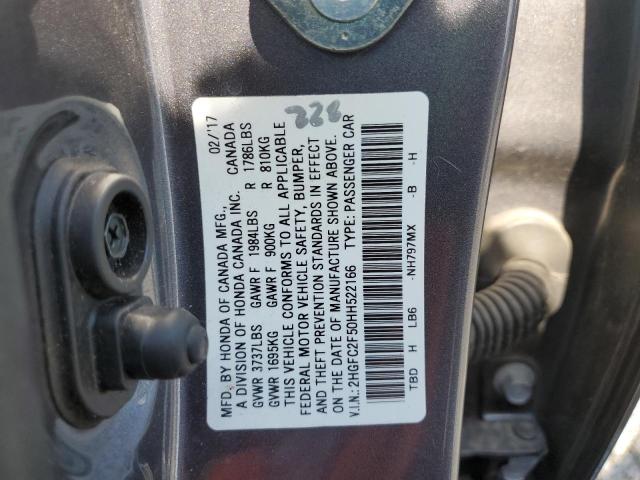 228
MFD. BY HONDA OF CANADA MFG., 02/'17
A DIVISION OF HONDA CANADA INC. CANADA
GVWR 3737LBS GAWR F 1984LBS R 1786LBS
GVWR 1695KG GAWR F 900KG R 810KG
THIS VEHICLE CONFORMS TO ALL APPLICABLE
FEDERAL MOTOR VEHICLE SAFETY, BUMPER,
AND THEFT PREVENTION STANDARDS IN EFFECT
ON THE DATE OF MANUFACTURE SHOWN ABOVE.
V.I.N.: 2HGFC2F50HH522166 TYPE: PASSENGER CAR
TBD H LB6 -NH797MX -B -H